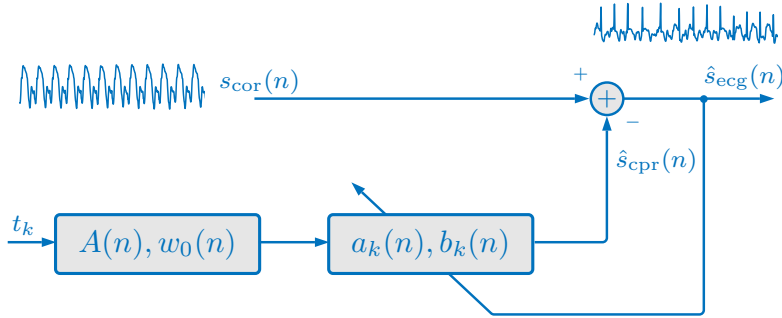 s_cor(n)
+
+
ŝ_ecg(n)
−
ŝ_cpr(n)
t_k
A(n), w_0(n)
a_k(n), b_k(n)